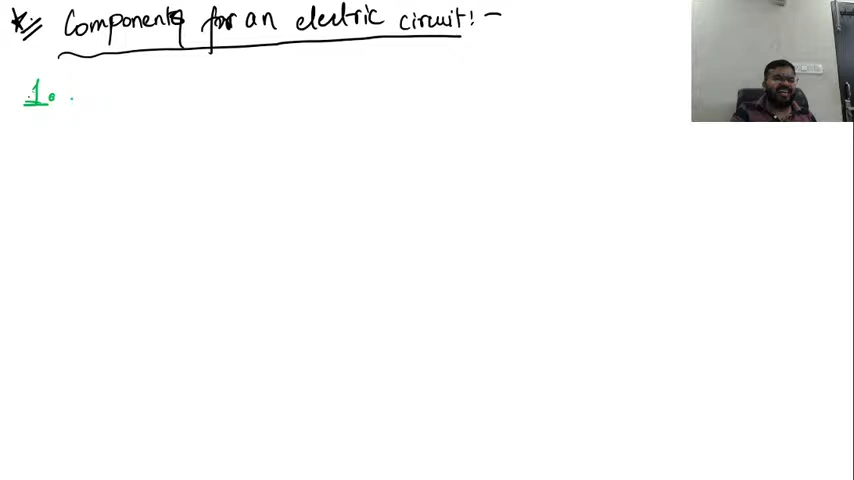 * Components for an electric circuit:-
1. .